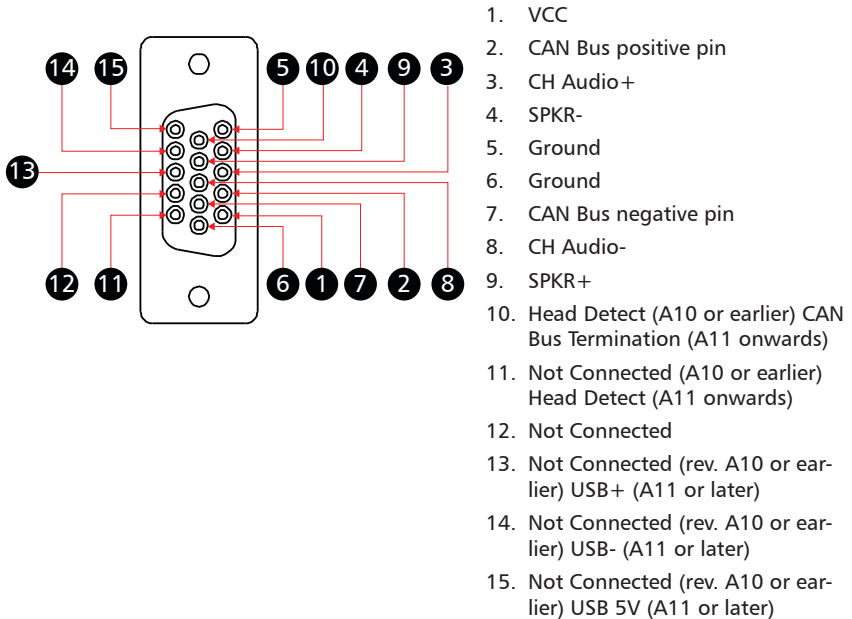 14 15 5 10 4 9 3
13
12 11 6 1 7 2 8
1. VCC
2. CAN Bus positive pin
3. CH Audio+
4. SPKR-
5. Ground
6. Ground
7. CAN Bus negative pin
8. CH Audio-
9. SPKR+
10. Head Detect (A10 or earlier) CAN
Bus Termination (A11 onwards)
11. Not Connected (A10 or earlier)
Head Detect (A11 onwards)
12. Not Connected
13. Not Connected (rev. A10 or ear-
lier) USB+ (A11 or later)
14. Not Connected (rev. A10 or ear-
lier) USB- (A11 or later)
15. Not Connected (rev. A10 or ear-
lier) USB 5V (A11 or later)